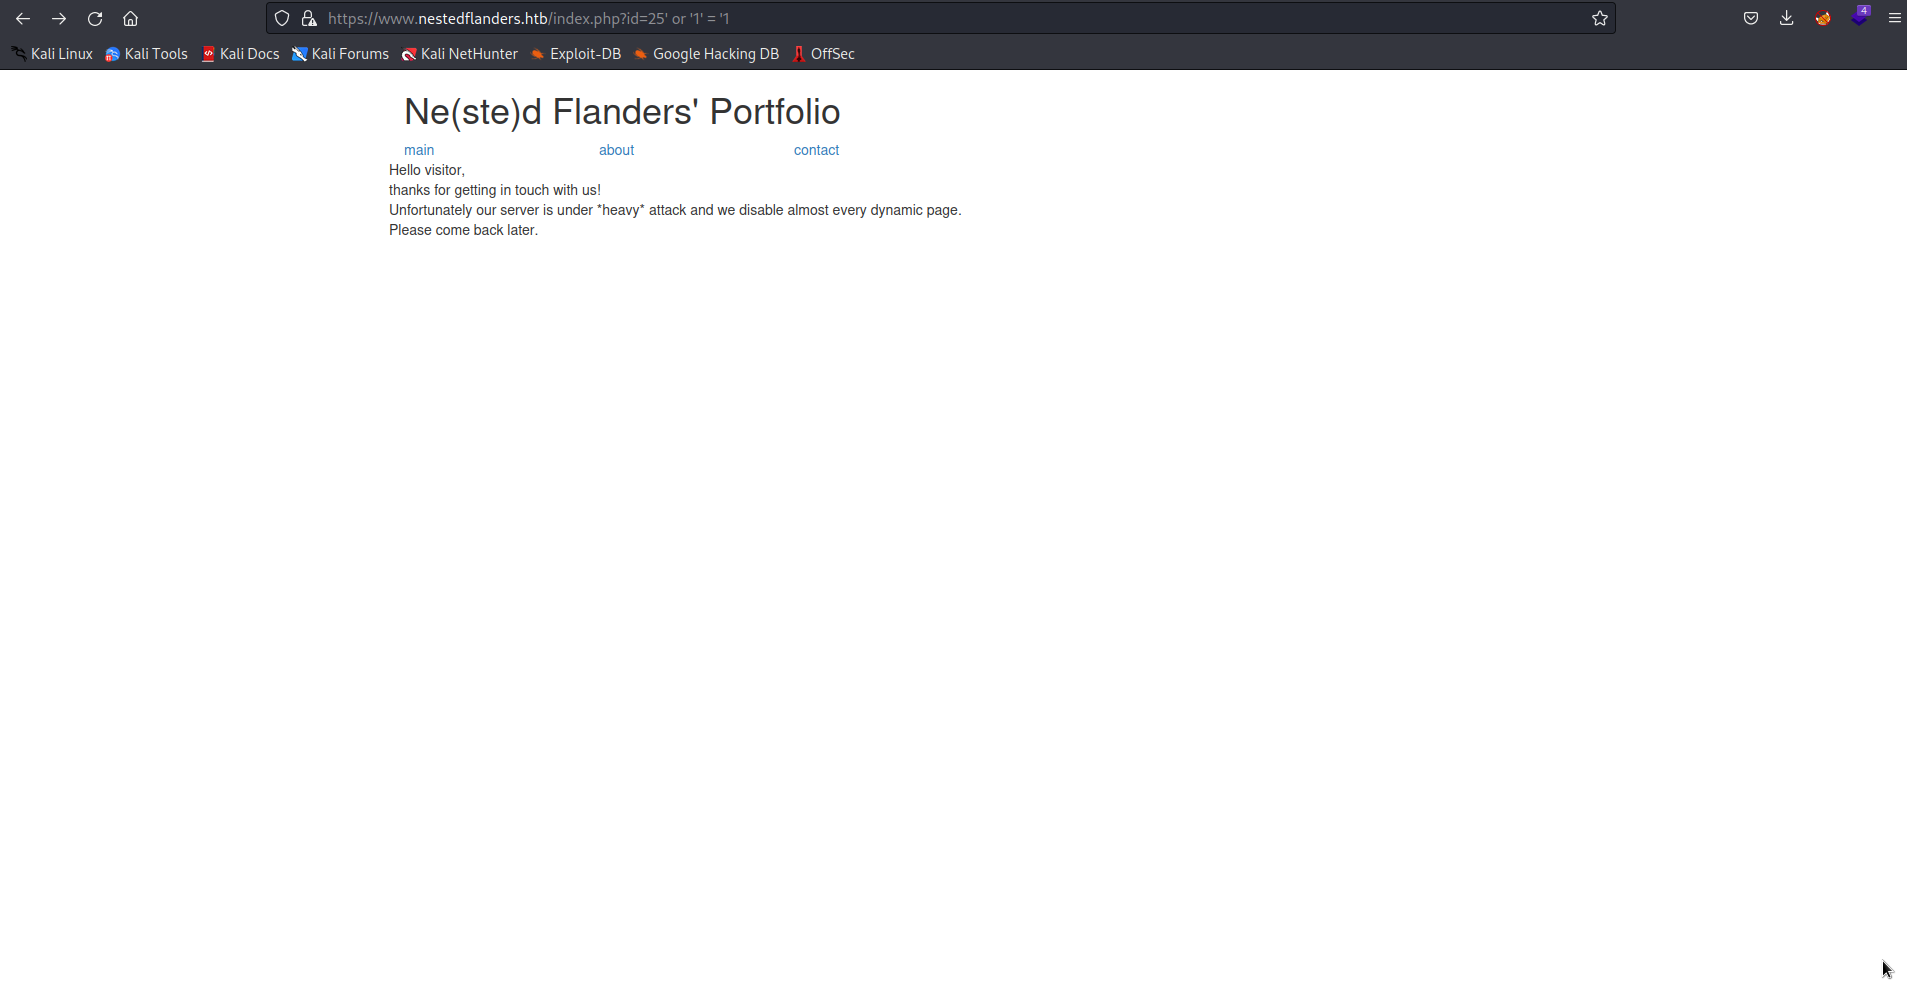 https://www.nestedflanders.htb/index.php?id=25' or '1' = '1
4
Kali Linux Kali Tools Kali Docs Kali Forums Kali NetHunter Exploit-DB Google Hacking DB OffSec
Ne(ste)d Flanders' Portfolio
main about contact
Hello visitor,
thanks for getting in touch with us!
Unfortunately our server is under *heavy* attack and we disable almost every dynamic page.
Please come back later.